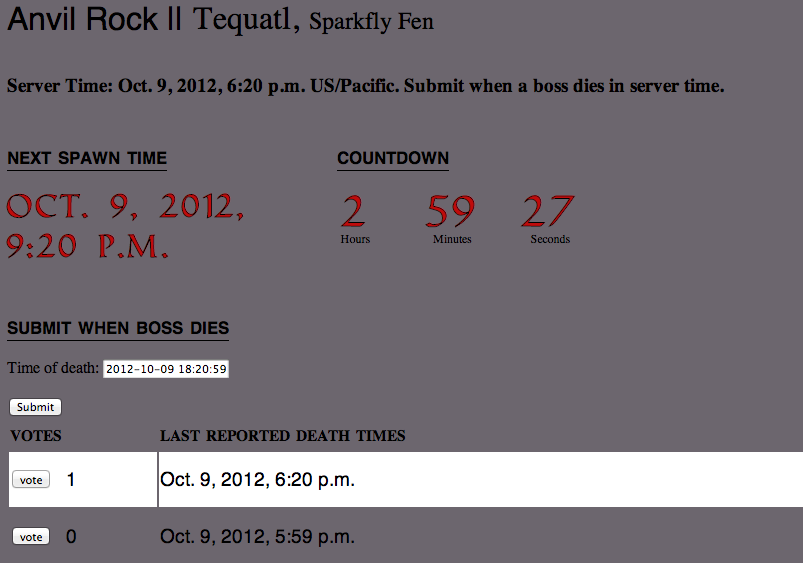 Anvil Rock II Tequatl, Sparkfly Fen
Server Time: Oct. 9, 2012, 6:20 p.m. US/Pacific. Submit when a boss dies in server time.
NEXT SPAWN TIME
OCT. 9, 2012,
9:20 P.M.
COUNTDOWN
2 59 27
Hours Minutes Seconds
SUBMIT WHEN BOSS DIES
Time of death: 2012-10-09 18:20:59
Submit
VOTES LAST REPORTED DEATH TIMES
vote 1 Oct. 9, 2012, 6:20 p.m.
vote 0 Oct. 9, 2012, 5:59 p.m.